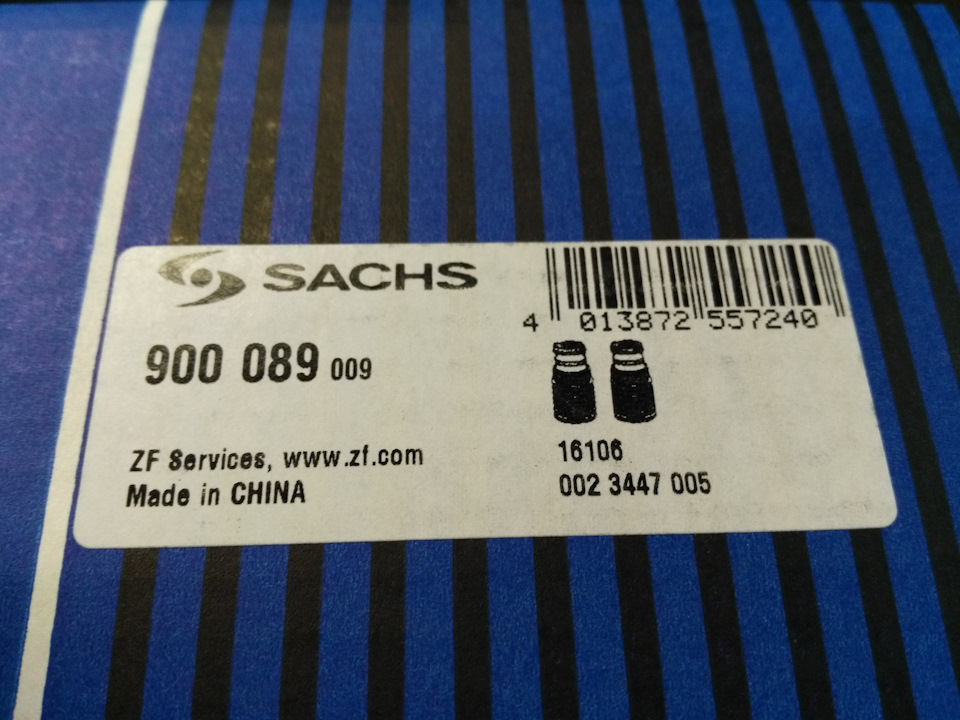 SACHS
4 013872 557240
900 089 009
ZF Services, www.zf.com
Made in CHINA
16106
002 3447 005